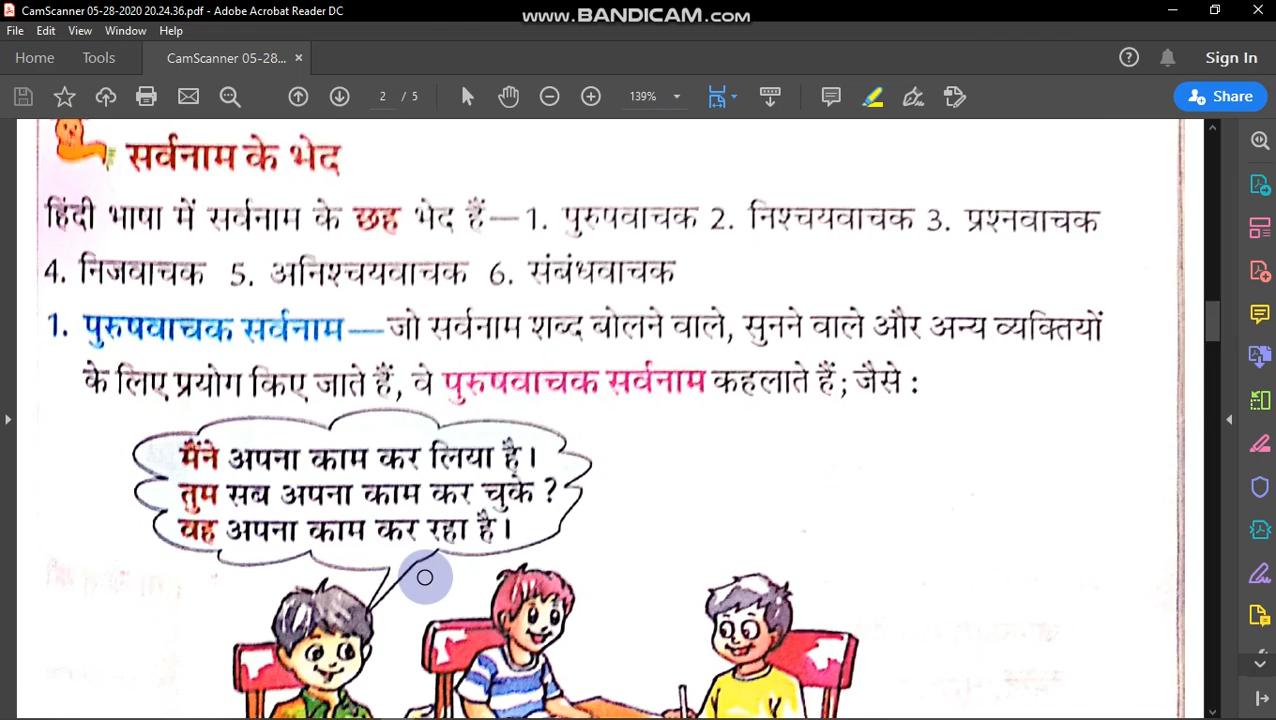 CamScanner 05-28-2020 20.24.36.pdf - Adobe Acrobat Reader DC
www.BANDICAM.com
File Edit View Window Help
Home Tools CamScanner 05-28... × Sign In
2 / 5 139% Share
सर्वनाम के भेद
हिंदी भाषा में सर्वनाम के छह भेद हैं—1. पुरुषवाचक 2. निश्चयवाचक 3. प्रश्नवाचक
4. निजवाचक 5. अनिश्चयवाचक 6. संबंधवाचक
1. पुरुषवाचक सर्वनाम—जो सर्वनाम शब्द बोलने वाले, सुनने वाले और अन्य व्यक्तियों
के लिए प्रयोग किए जाते हैं, वे पुरुषवाचक सर्वनाम कहलाते हैं; जैसे :
मैंने अपना काम कर लिया है।
तुम सब अपना काम कर चुके ?
वह अपना काम कर रहा है।